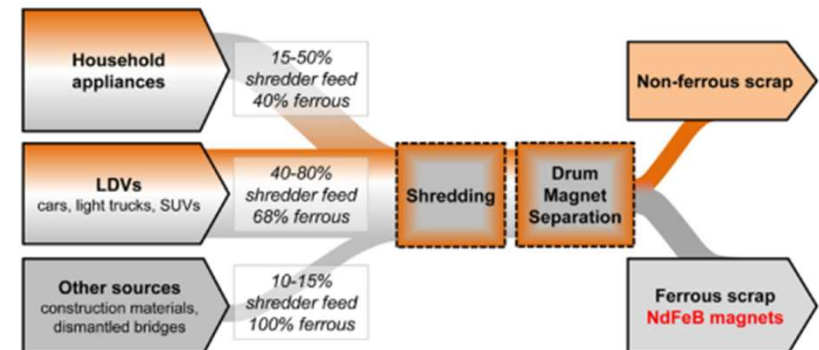 Household
appliances
15-50%
shredder feed
40% ferrous
LDVs
cars, light trucks, SUVs
40-80%
shredder feed
68% ferrous
Other sources
construction materials,
dismantled bridges
10-15%
shredder feed
100% ferrous
Shredding
Drum
Magnet
Separation
Non-ferrous scrap
Ferrous scrap
NdFeB magnets